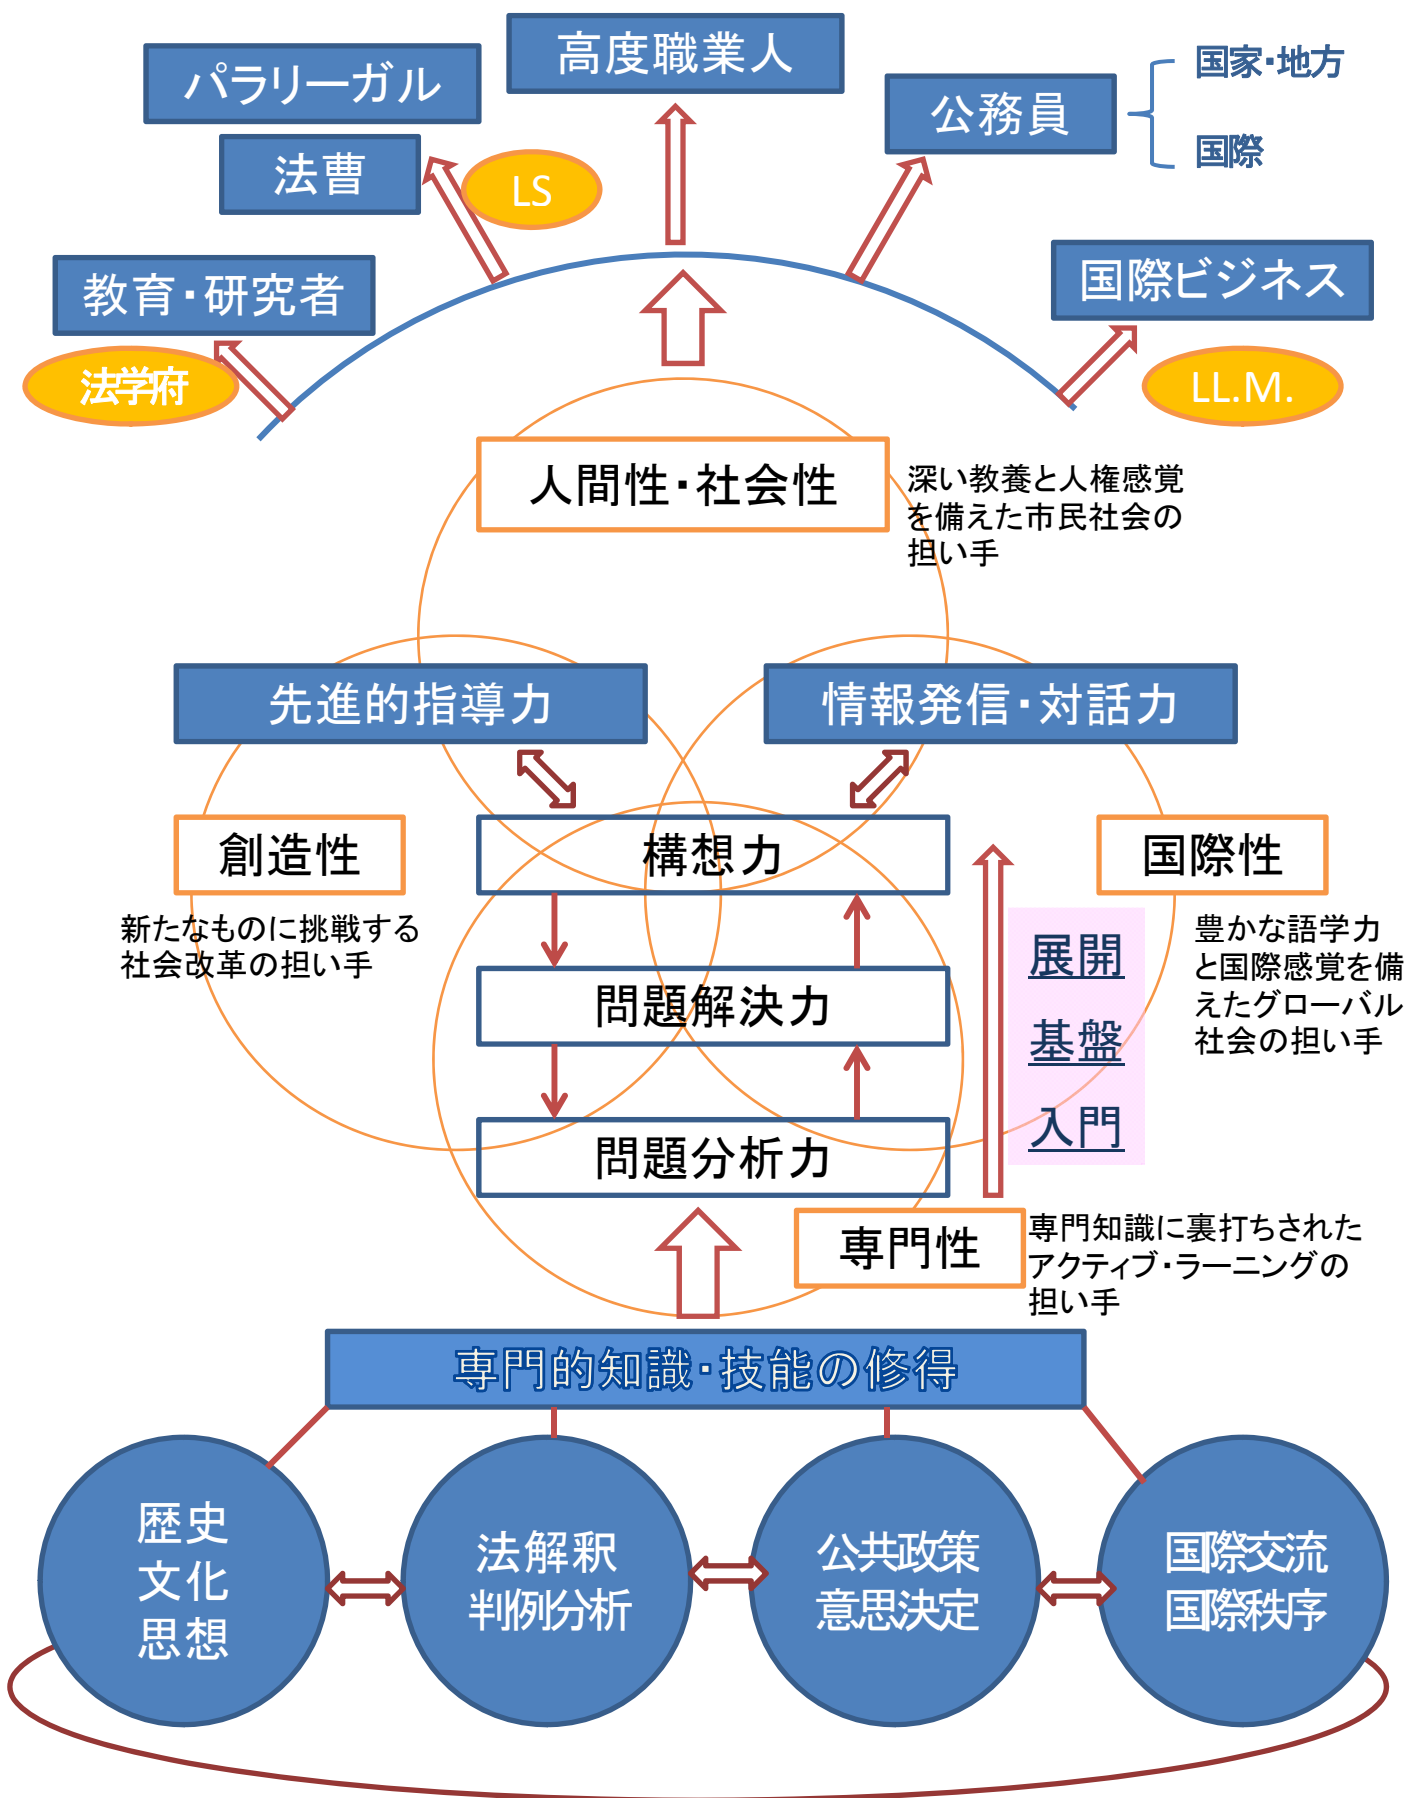 高度職業人
パラリーガル
法曹
LS
公務員
国家・地方
国際
教育・研究者
法学府
国際ビジネス
LL.M.
人間性・社会性
深い教養と人権感覚
を備えた市民社会の
担い手
先進的指導力
情報発信・対話力
創造性
新たなものに挑戦する
社会改革の担い手
構想力
国際性
豊かな語学力
と国際感覚を備
えたグローバル
社会の担い手
展開
基盤
入門
問題解決力
問題分析力
専門性
専門知識に裏打ちされた
アクティブ・ラーニングの
担い手
専門的知識・技能の修得
歴史
文化
思想
法解釈
判例分析
公共政策
意思決定
国際交流
国際秩序